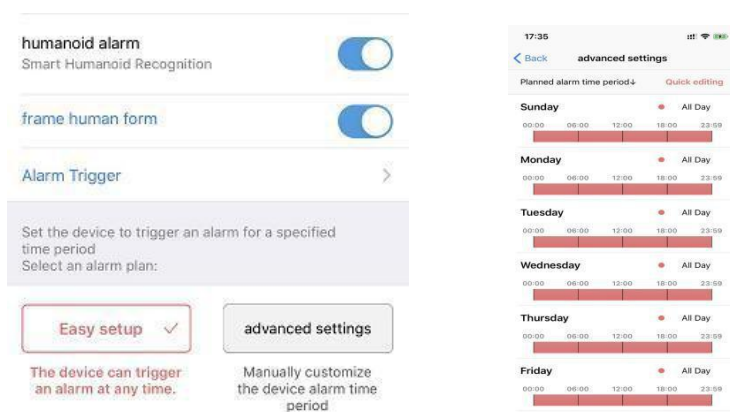 humanoid alarm
Smart Humanoid Recognition
frame human form
Alarm Trigger
Set the device to trigger an alarm for a specified
time period
Select an alarm plan:
Easy setup
The device can trigger
an alarm at any time.
advanced settings
Manually customize
the device alarm time
period
17:35
Back
advanced settings
Planned alarm time period↓ Quick editing
Sunday All Day
00:00 06:00 12:00 18:00 23:59
Monday All Day
00:00 06:00 12:00 18:00 23:59
Tuesday All Day
00:00 06:00 12:00 18:00 23:59
Wednesday All Day
00:00 06:00 12:00 18:00 23:59
Thursday All Day
00:00 06:00 12:00 18:00 23:59
Friday All Day
00:00 06:00 12:00 18:00 23:59